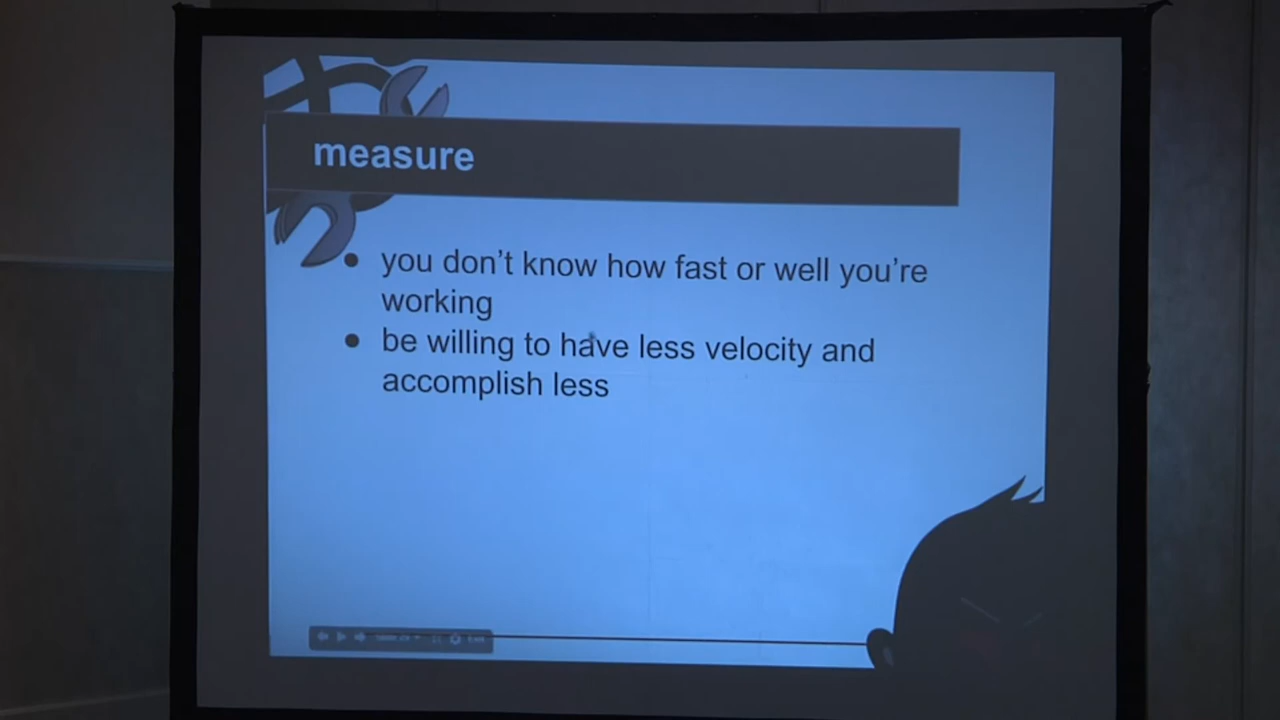 measure
● you don't know how fast or well you're
working
● be willing to have less velocity and
accomplish less